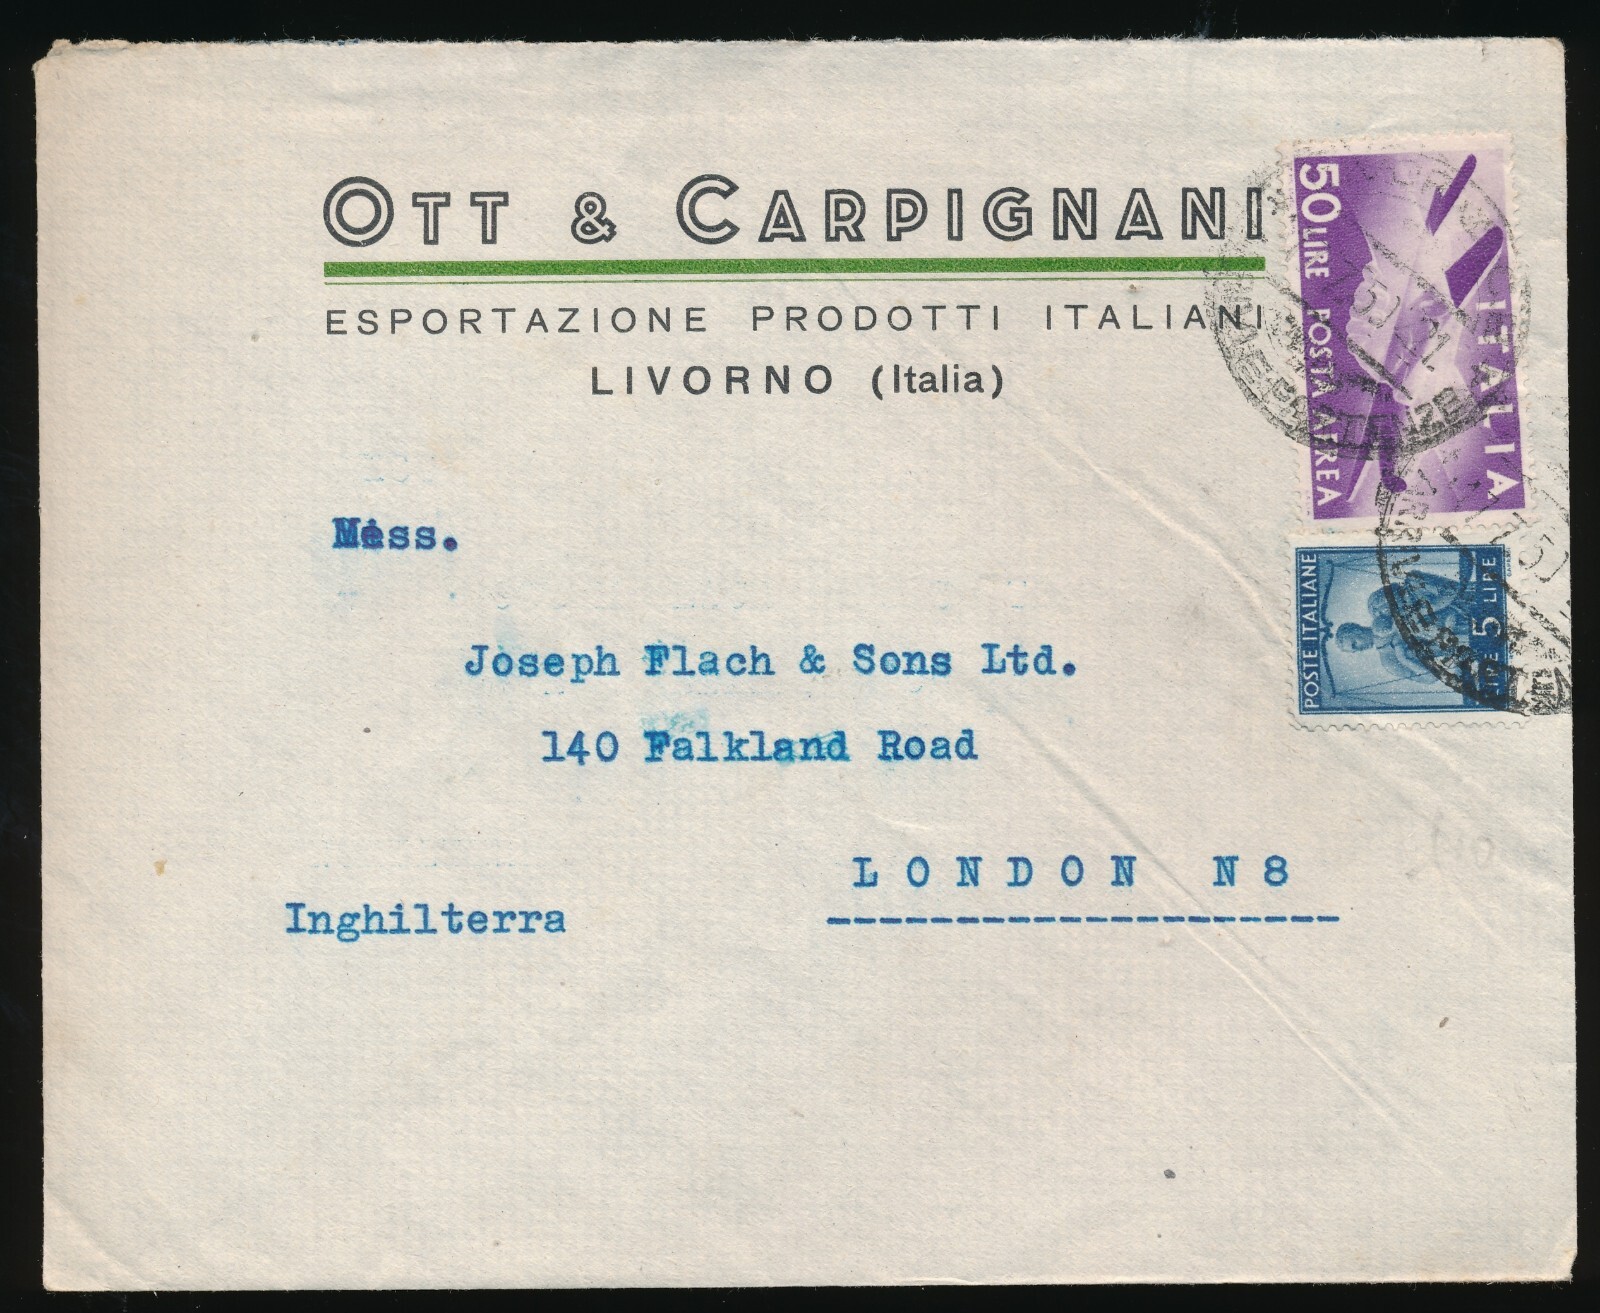 OTT & CARPIGNANI
ESPORTAZIONE PRODOTTI ITALIANI
LIVORNO (Italia)
50 LIRE POSTA AEREA
ITALIA
POSTE ITALIANE
LIRE 5 LIRE
Mess.
Joseph Flach & Sons Ltd.
140 Falkland Road
LONDON N8
Inghilterra